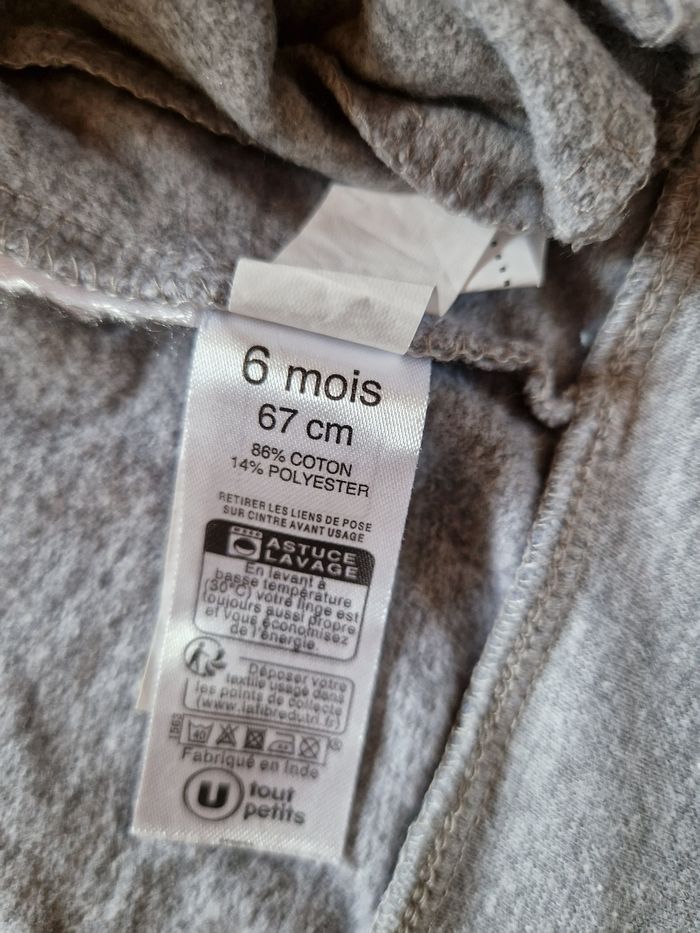 6 mois
67 cm
86% COTON
14% POLYESTER
RETIRER LES LIENS DE POSE
SUR CINTRE AVANT USAGE
ASTUCE
LAVAGE
En lavant à
basse température
(30°C) votre linge est
toujours aussi propre
et vous économisez
de l'énergie.
Déposer votre
textile usagé dans
les points de collecte
(www.lafibredutri.fr)
40
Fabriqué en Inde
U tout
petits